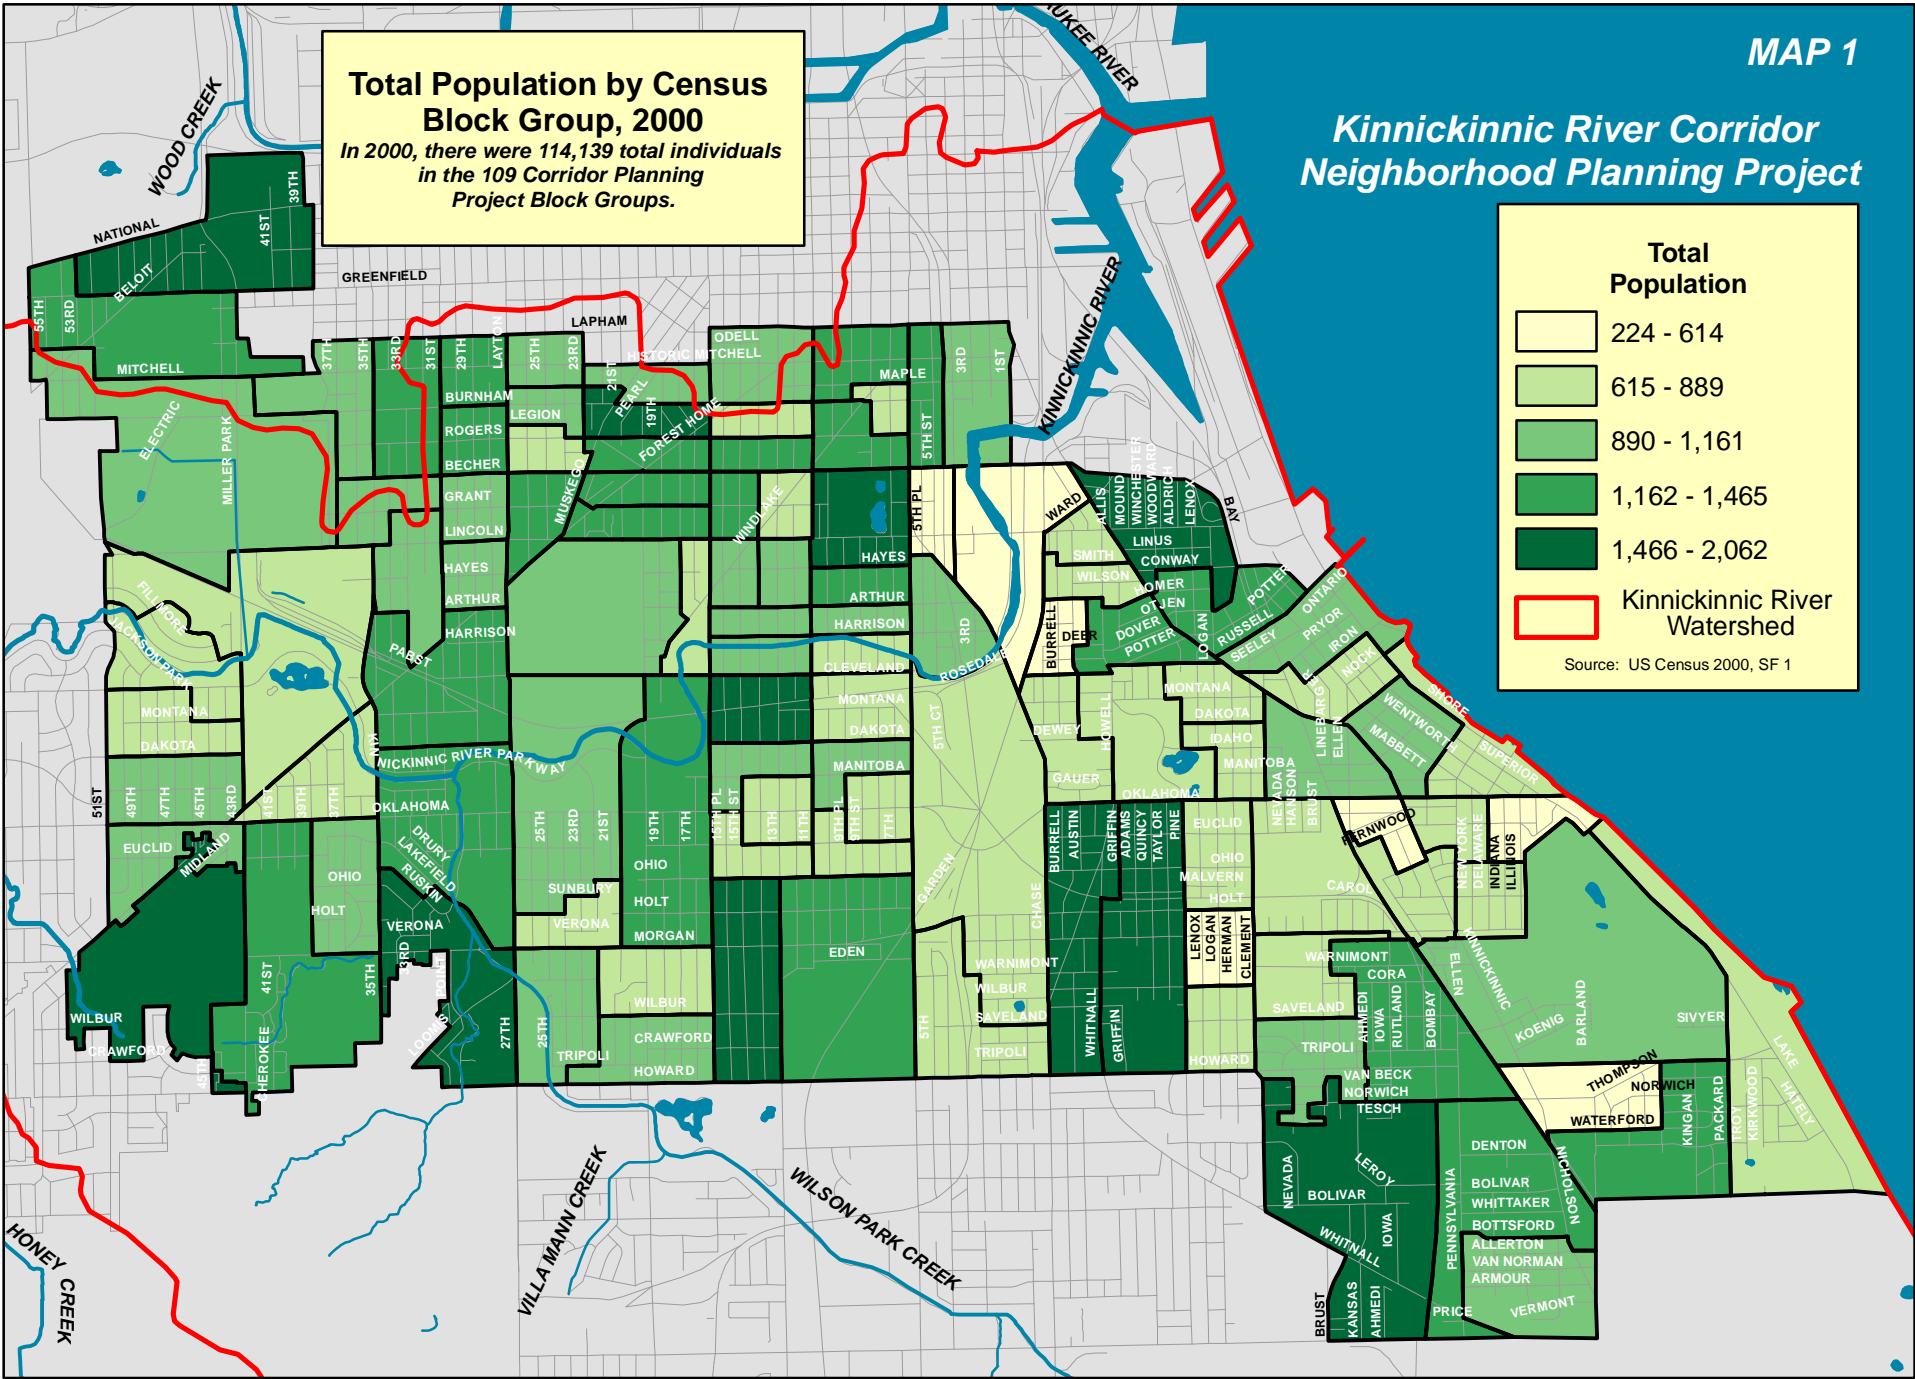 MAP 1
Kinnickinnic River Corridor
Neighborhood Planning Project
Total Population by Census
Block Group, 2000
In 2000, there were 114,139 total individuals
in the 109 Corridor Planning
Project Block Groups.
Total
Population
224 - 614
615 - 889
890 - 1,161
1,162 - 1,465
1,466 - 2,062
Kinnickinnic River
Watershed
Source: US Census 2000, SF 1
WOOD CREEK
KINNICKINNIC RIVER
HONEY CREEK
VILLA MANN CREEK
WILSON PARK CREEK
NATIONAL
39TH
41ST
BELOIT
GREENFIELD
55TH
53RD
MITCHELL
LAPHAM
37TH
35TH
33RD
31ST
29TH
LAYTON
25TH
23RD
21ST
HISTORIC MITCHELL
ODELL
MAPLE
3RD
1ST
BURNHAM
LEGION
PEARL
19TH
FOREST HOME
5TH ST
ROGERS
BECHER
ELECTRIC
MILLER PARK
GRANT
LINCOLN
MUSKEGO
WINDLAKE
5TH PL
WARD
ALLIS
MOUND
WINCHESTER
WOODWARD
ALDRICH
LENOX
BAY
LINUS
CONWAY
HAYES
ARTHUR
HARRISON
HAYES
ARTHUR
HARRISON
CLEVELAND
MONTANA
DAKOTA
MANITOBA
SMITH
WILSON
HOMER
OTJEN
DOVER
POTTER
DEER
BURRELL
LOGAN
POTTER
RUSSELL
SEELEY
ONTARIO
PRYOR
IRON
NOCK
FILLMORE
JACKSON PARK
PABST
3RD
ROSEDALE
MONTANA
DAKOTA
5TH CT
DEWEY
HOWELL
GAUER
MONTANA
DAKOTA
IDAHO
MANITOBA
OKLAHOMA
LINEBARGER
ELLEN
SHORE
WENTWORTH
MABBETT
SUPERIOR
NEVADA
HANSON
BRUST
51ST
49TH
47TH
45TH
43RD
41ST
39TH
37TH
KINNICKINNIC RIVER PARKWAY
OKLAHOMA
DRURY
LAKEFIELD
RUSKIN
25TH
23RD
21ST
19TH
17TH
15TH PL
15TH ST
13TH
11TH
9TH PL
9TH ST
7TH
EUCLID
MIDLAND
OHIO
HOLT
VERONA
33RD
POINT
LOOMIS
SUNBURY
VERONA
OHIO
HOLT
MORGAN
EDEN
GARDEN
CHASE
BURRELL
AUSTIN
GRIFFIN
ADAMS
QUINCY
TAYLOR
PINE
EUCLID
OHIO
MALVERN
HOLT
LENOX
LOGAN
HERMAN
CLEMENT
FERNWOOD
CAROL
NEW YORK
DELAWARE
INDIANA
ILLINOIS
WILBUR
CRAWFORD
45TH
CHEROKEE
41ST
35TH
27TH
25TH
TRIPOLI
WILBUR
CRAWFORD
HOWARD
5TH
WARNIMONT
WILBUR
SAVELAND
TRIPOLI
WHITNALL
GRIFFIN
HOWARD
WARNIMONT
SAVELAND
CORA
TRIPOLI
AHMEDI
IOWA
RUTLAND
BOMBAY
ELLEN
KINNICKINNIC
KOENIG
BARLAND
SIVYER
VAN BECK
NORWICH
TESCH
THOMPSON
NORWICH
WATERFORD
KINGAN
PACKARD
TROY
KIRKWOOD
LAKE
HATELY
NEVADA
LEROY
BOLIVAR
WHITNALL
IOWA
BRUST
KANSAS
AHMEDI
PENNSYLVANIA
DENTON
BOLIVAR
WHITTAKER
BOTTSFORD
NICHOLSON
ALLERTON
VAN NORMAN
ARMOUR
PRICE
VERMONT